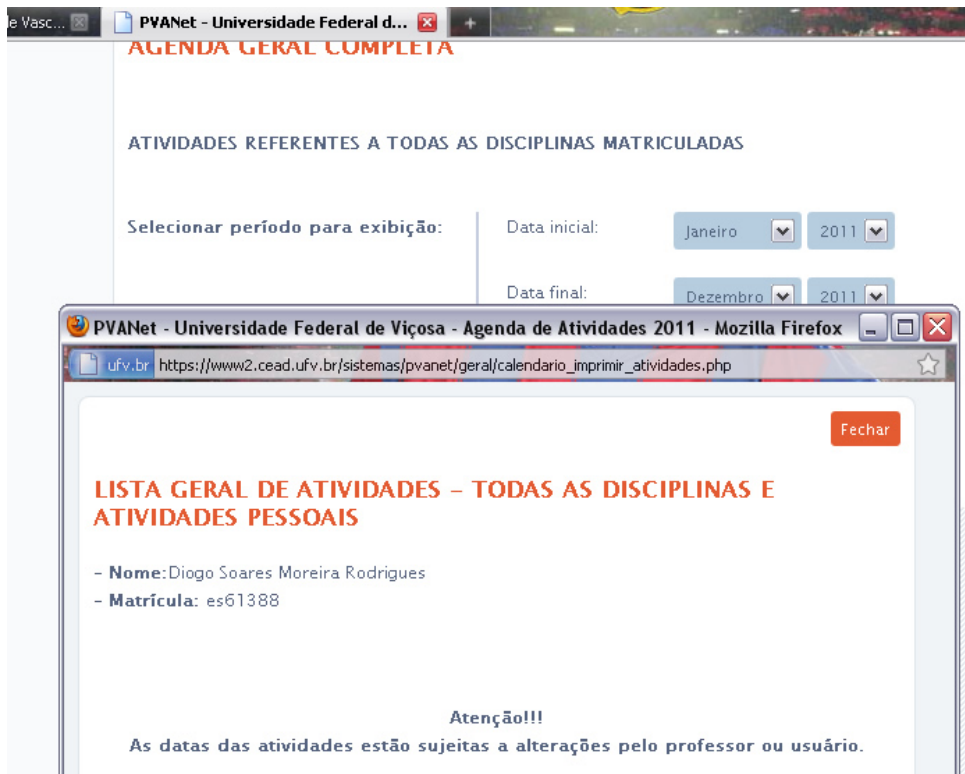 le Vasc...
PVANet - Universidade Federal d...
+
AGENDA GERAL COMPLETA
ATIVIDADES REFERENTES A TODAS AS DISCIPLINAS MATRICULADAS
Selecionar período para exibição:
Data inicial:
Janeiro
2011
Data final:
Dezembro
2011
PVANet - Universidade Federal de Viçosa - Agenda de Atividades 2011 - Mozilla Firefox
ufv.br https://www2.cead.ufv.br/sistemas/pvanet/geral/calendario_imprimir_atividades.php
Fechar
LISTA GERAL DE ATIVIDADES – TODAS AS DISCIPLINAS E
ATIVIDADES PESSOAIS
– Nome:Diogo Soares Moreira Rodrigues
– Matrícula: es61388
Atenção!!!
As datas das atividades estão sujeitas a alterações pelo professor ou usuário.